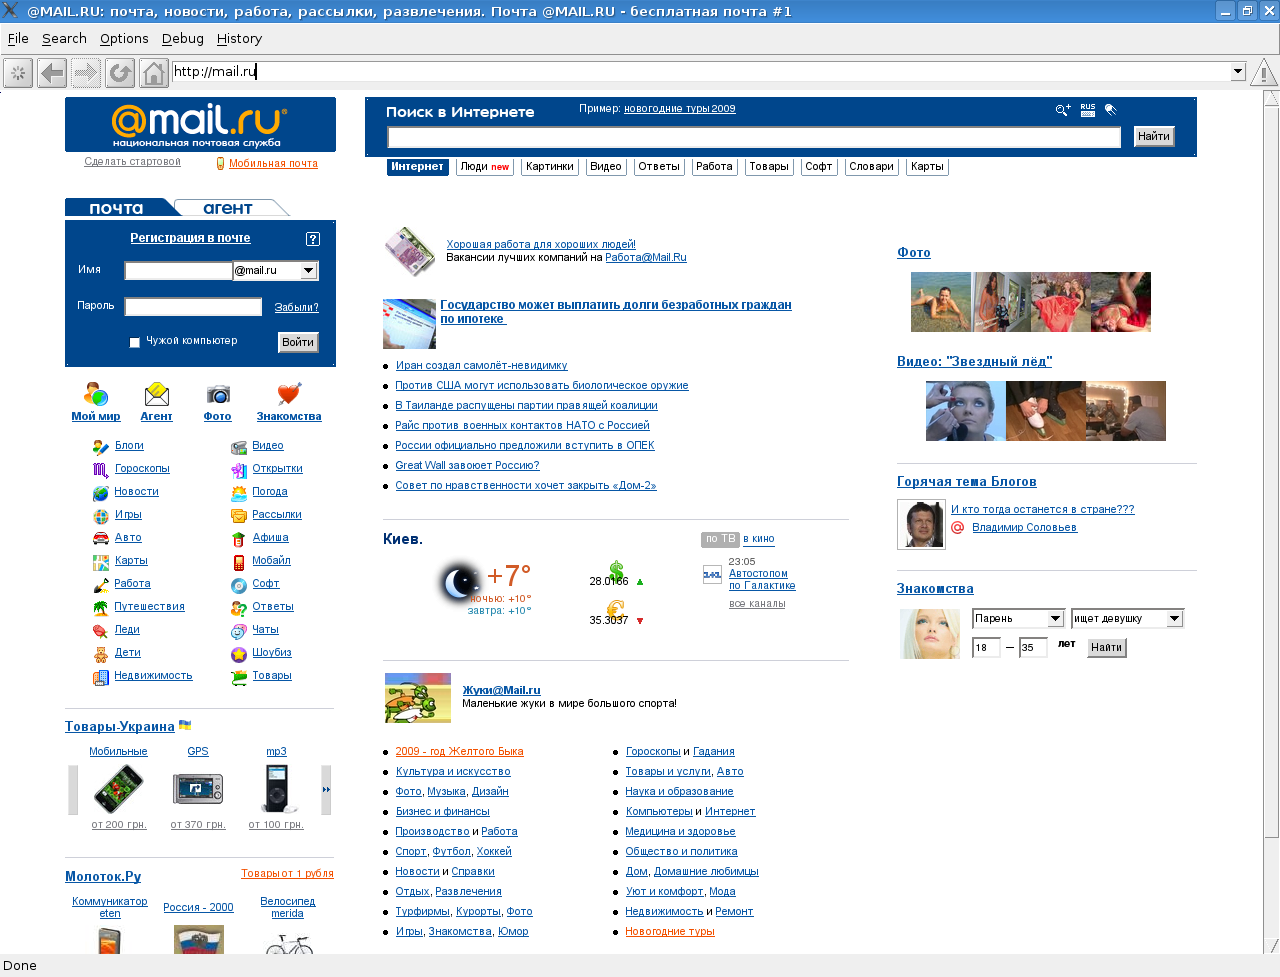 @MAIL.RU: почта, новости, работа, рассылки, развлечения. Почта @MAIL.RU - бесплатная почта #1
File Search Options Debug History
http://mail.ru
@mail.ru®
национальная почтовая служба
Сделать стартовой
Мобильная почта
Поиск в Интернете
Пример: новогодние туры 2009
RUS
Найти
Интернет Люди new Картинки Видео Ответы Работа Товары Софт Словари Карты
почта агент
Регистрация в почте
?
Имя @mail.ru
Пароль Забыли?
Чужой компьютер Войти
Мой мир Агент Фото Знакомства
Блоги Видео
Гороскопы Открытки
Новости Погода
Игры Рассылки
Авто Афиша
Карты Мобайл
Работа Софт
Путешествия Ответы
Леди Чаты
Дети Шоубиз
Недвижимость Товары
Товары-Украина
Мобильные GPS mp3
от 200 грн. от 370 грн. от 100 грн.
Молоток.Ру Товары от 1 рубля
Коммуникатор eten
Россия - 2000
Велосипед merida
Хорошая работа для хороших людей!
Вакансии лучших компаний на Работа@Mail.Ru
Государство может выплатить долги безработных граждан
по ипотеке
Иран создал самолёт-невидимку
Против США могут использовать биологическое оружие
В Таиланде распущены партии правящей коалиции
Райс против военных контактов НАТО с Россией
России официально предложили вступить в ОПЕК
Great Wall завоюет Россию?
Совет по нравственности хочет закрыть «Дом-2»
Киев.
+7°
ночью: +10°
завтра: +10°
$
28.0166
€
35.3037
по ТВ в кино
1+1
23:05
Автостопом
по Галактике
все каналы
Жуки@Mail.ru
Маленькие жуки в мире большого спорта!
2009 - год Желтого Быка
Культура и искусство
Фото, Музыка, Дизайн
Бизнес и финансы
Производство и Работа
Спорт, Футбол, Хоккей
Новости и Справки
Отдых, Развлечения
Турфирмы, Курорты, Фото
Игры, Знакомства, Юмор
Гороскопы и Гадания
Товары и услуги, Авто
Наука и образование
Компьютеры и Интернет
Медицина и здоровье
Общество и политика
Дом, Домашние любимцы
Уют и комфорт, Мода
Недвижимость и Ремонт
Новогодние туры
Фото
Видео: "Звездный лёд"
Горячая тема Блогов
И кто тогда останется в стране???
@ Владимир Соловьев
Знакомства
Парень ищет девушку
18 — 35 лет Найти
Done